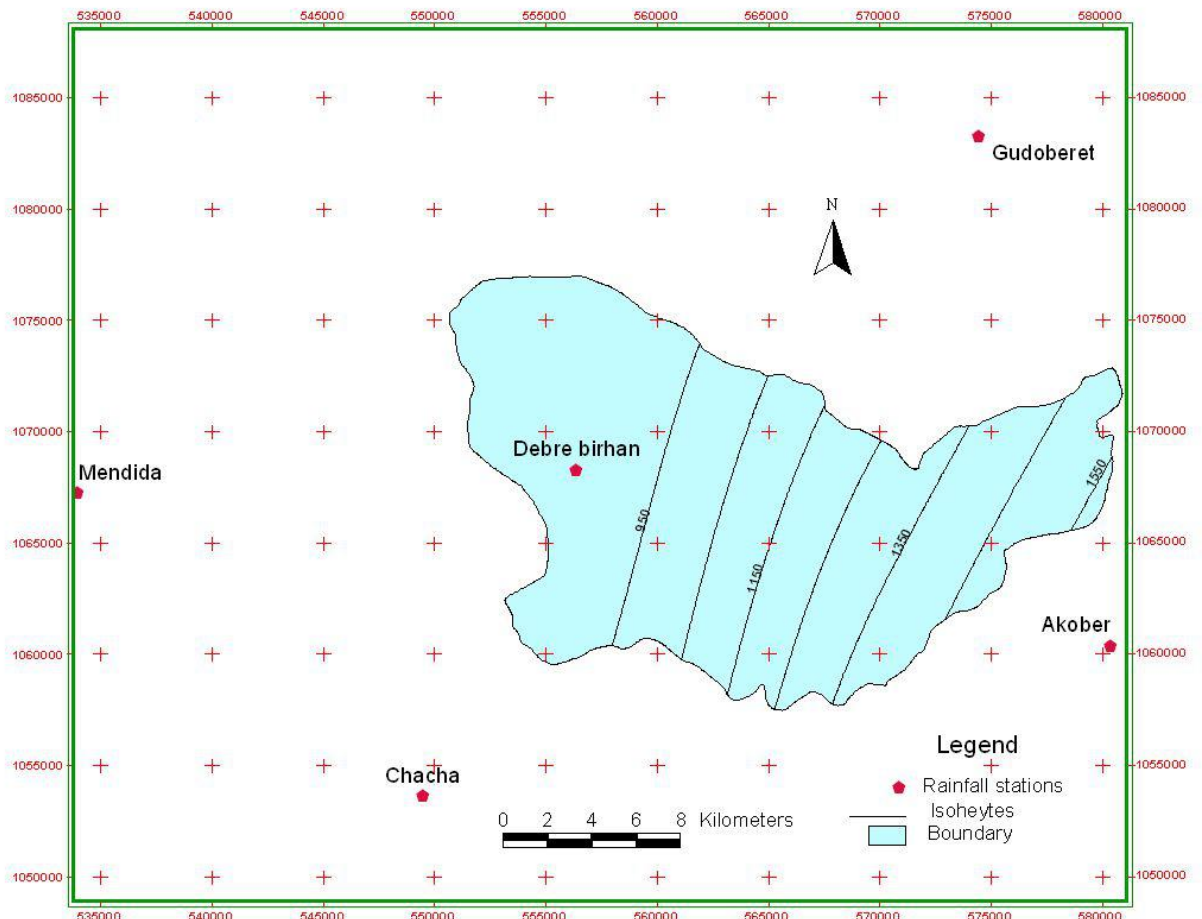 535000 540000 545000 550000 555000 560000 565000 570000 575000 580000
1085000 1085000
Gudoberet
1080000 1080000
N
1075000 1075000
1070000 1070000
Debre birhan
Mendida
1550
950
1350
1065000 1065000
1150
Akober
1060000 1060000
Legend
1055000 1055000
Chacha
Rainfall stations
0 2 4 6 8 Kilometers
Isoheytes
Boundary
1050000 1050000
535000 540000 545000 550000 555000 560000 565000 570000 575000 580000